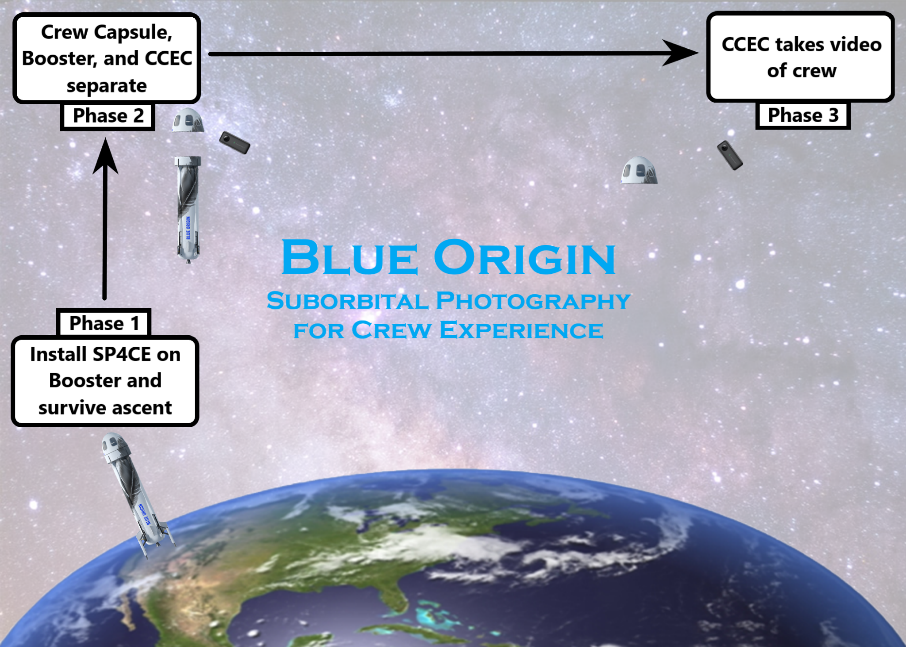 Crew Capsule,
Booster, and CCEC
separate
Phase 2
CCEC takes video
of crew
Phase 3
Blue Origin
Suborbital Photography
for Crew Experience
Phase 1
Install SP4CE on
Booster and
survive ascent